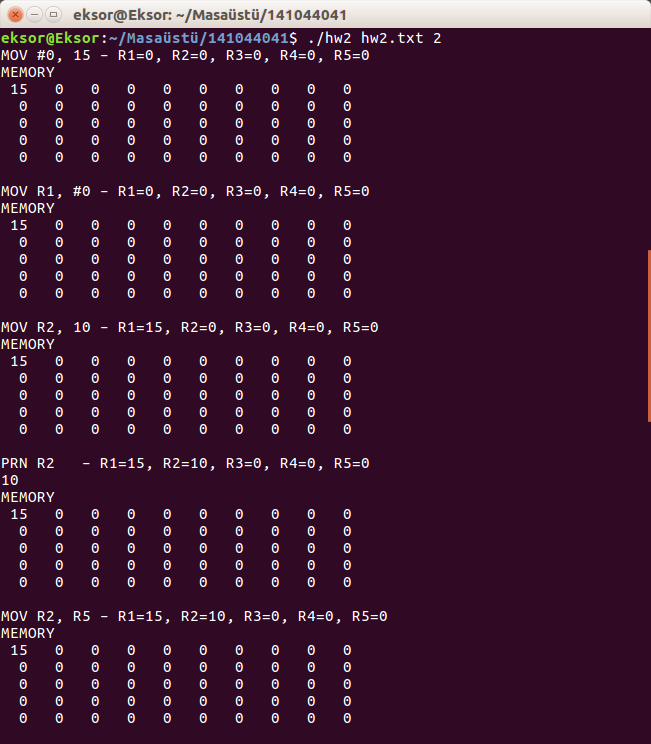 eksor@Eksor: ~/Masaüstü/141044041
eksor@Eksor:~/Masaüstü/141044041$ ./hw2 hw2.txt 2
MOV #0, 15 – R1=0, R2=0, R3=0, R4=0, R5=0
MEMORY
15 0 0 0 0 0 0 0 0 0
0 0 0 0 0 0 0 0 0 0
0 0 0 0 0 0 0 0 0 0
0 0 0 0 0 0 0 0 0 0
0 0 0 0 0 0 0 0 0 0
MOV R1, #0 – R1=0, R2=0, R3=0, R4=0, R5=0
MEMORY
15 0 0 0 0 0 0 0 0 0
0 0 0 0 0 0 0 0 0 0
0 0 0 0 0 0 0 0 0 0
0 0 0 0 0 0 0 0 0 0
0 0 0 0 0 0 0 0 0 0
MOV R2, 10 – R1=15, R2=0, R3=0, R4=0, R5=0
MEMORY
15 0 0 0 0 0 0 0 0 0
0 0 0 0 0 0 0 0 0 0
0 0 0 0 0 0 0 0 0 0
0 0 0 0 0 0 0 0 0 0
0 0 0 0 0 0 0 0 0 0
PRN R2   – R1=15, R2=10, R3=0, R4=0, R5=0
10
MEMORY
15 0 0 0 0 0 0 0 0 0
0 0 0 0 0 0 0 0 0 0
0 0 0 0 0 0 0 0 0 0
0 0 0 0 0 0 0 0 0 0
0 0 0 0 0 0 0 0 0 0
MOV R2, R5 – R1=15, R2=10, R3=0, R4=0, R5=0
MEMORY
15 0 0 0 0 0 0 0 0 0
0 0 0 0 0 0 0 0 0 0
0 0 0 0 0 0 0 0 0 0
0 0 0 0 0 0 0 0 0 0
0 0 0 0 0 0 0 0 0 0